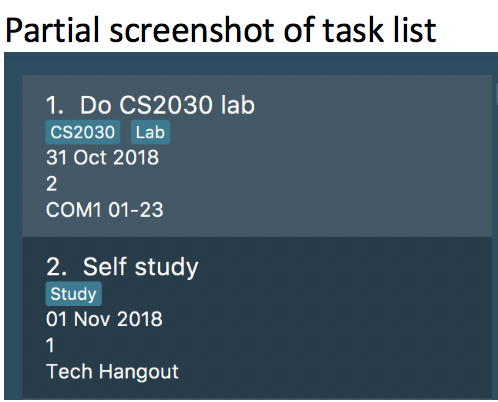 Partial screenshot of task list
1. Do CS2030 lab
CS2030 Lab
31 Oct 2018
2
COM1 01-23
2. Self study
Study
01 Nov 2018
1
Tech Hangout